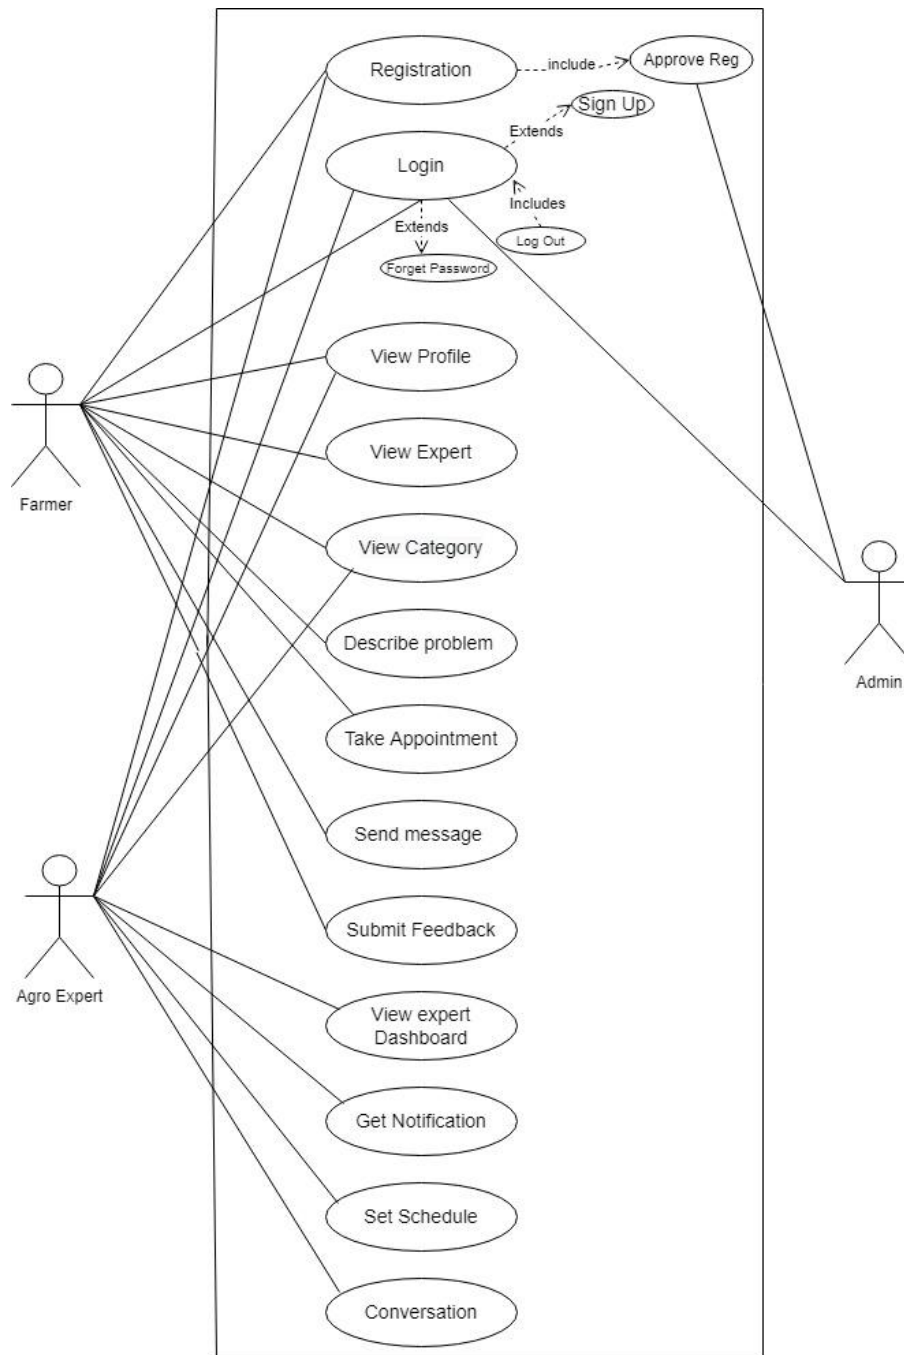 Registration
include
Approve Reg
Sign Up
Extends
Login
Includes
Extends
Log Out
Forget Password
View Profile
View Expert
Farmer
View Category
Describe problem
Admin
Take Appointment
Send message
Submit Feedback
Agro Expert
View expert
Dashboard
Get Notification
Set Schedule
Conversation